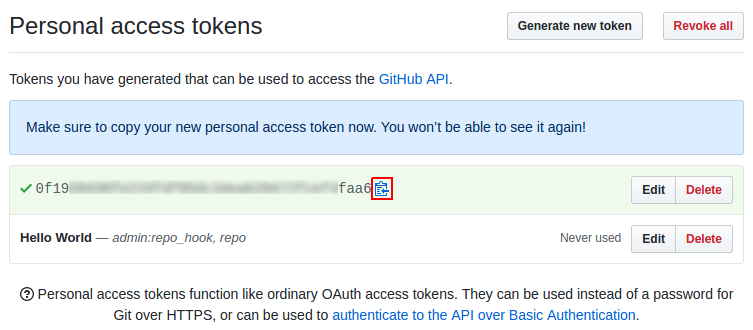 Personal access tokens
Generate new token
Revoke all
Tokens you have generated that can be used to access the GitHub API.
Make sure to copy your new personal access token now. You won’t be able to see it again!
0f19 faa6
Edit
Delete
Hello World — admin:repo_hook, repo
Never used
Edit
Delete
Personal access tokens function like ordinary OAuth access tokens. They can be used instead of a password for
Git over HTTPS, or can be used to authenticate to the API over Basic Authentication.